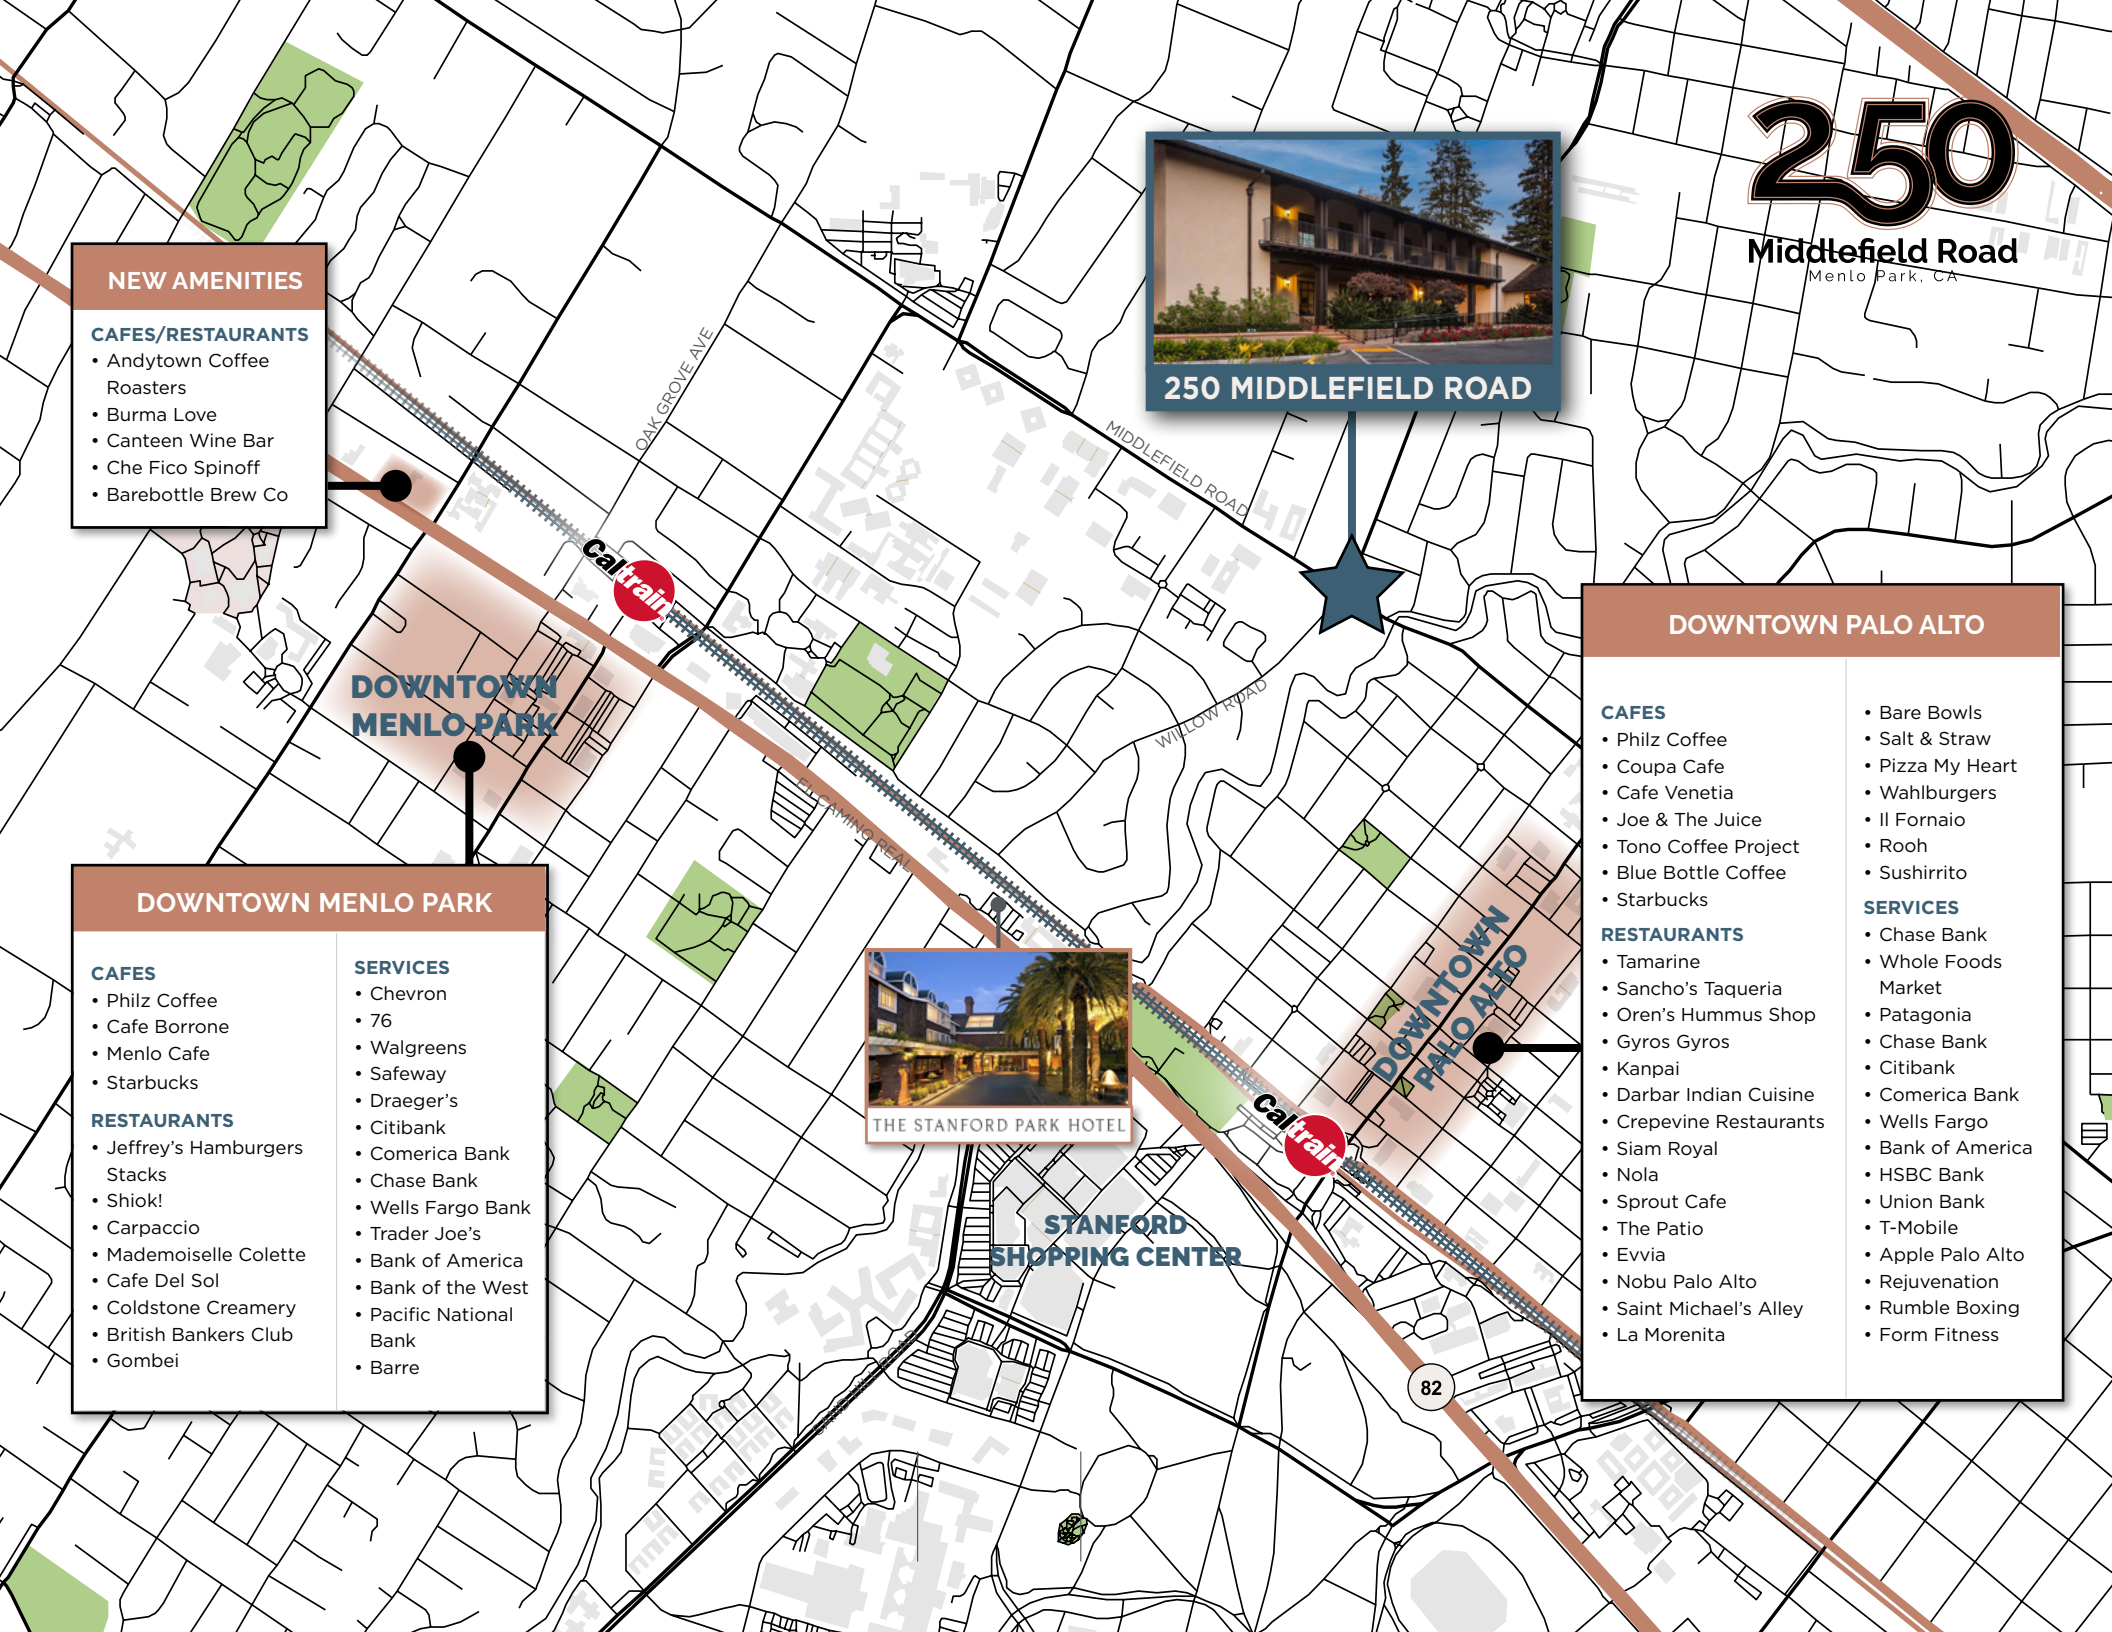 250
Middlefield Road
Menlo Park, CA
250 MIDDLEFIELD ROAD
NEW AMENITIES
CAFES/RESTAURANTS
• Andytown Coffee
Roasters
• Burma Love
• Canteen Wine Bar
• Che Fico Spinoff
• Barebottle Brew Co
OAK GROVE AVE
MIDDLEFIELD ROAD
WILLOW ROAD
EL CAMINO REAL
Caltrain
DOWNTOWN
MENLO PARK
DOWNTOWN MENLO PARK
CAFES
• Philz Coffee
• Cafe Borrone
• Menlo Cafe
• Starbucks
RESTAURANTS
• Jeffrey's Hamburgers
Stacks
• Shiok!
• Carpaccio
• Mademoiselle Colette
• Cafe Del Sol
• Coldstone Creamery
• British Bankers Club
• Gombei
SERVICES
• Chevron
• 76
• Walgreens
• Safeway
• Draeger's
• Citibank
• Comerica Bank
• Chase Bank
• Wells Fargo Bank
• Trader Joe's
• Bank of America
• Bank of the West
• Pacific National
Bank
• Barre
THE STANFORD PARK HOTEL
STANFORD
SHOPPING CENTER
Caltrain
82
DOWNTOWN
PALO ALTO
DOWNTOWN PALO ALTO
CAFES
• Philz Coffee
• Coupa Cafe
• Cafe Venetia
• Joe & The Juice
• Tono Coffee Project
• Blue Bottle Coffee
• Starbucks
RESTAURANTS
• Tamarine
• Sancho's Taqueria
• Oren's Hummus Shop
• Gyros Gyros
• Kanpai
• Darbar Indian Cuisine
• Crepevine Restaurants
• Siam Royal
• Nola
• Sprout Cafe
• The Patio
• Evvia
• Nobu Palo Alto
• Saint Michael's Alley
• La Morenita
• Bare Bowls
• Salt & Straw
• Pizza My Heart
• Wahlburgers
• Il Fornaio
• Rooh
• Sushirrito
SERVICES
• Chase Bank
• Whole Foods
Market
• Patagonia
• Chase Bank
• Citibank
• Comerica Bank
• Wells Fargo
• Bank of America
• HSBC Bank
• Union Bank
• T-Mobile
• Apple Palo Alto
• Rejuvenation
• Rumble Boxing
• Form Fitness